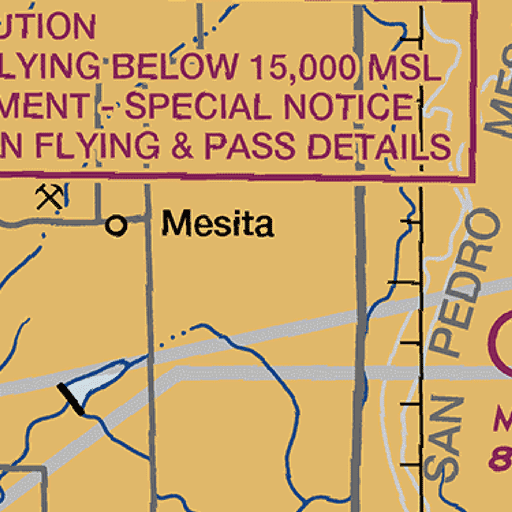 UTION
LYING BELOW 15,000 MSL
MENT - SPECIAL NOTICE
N FLYING & PASS DETAILS
Mesita
MES
SAN PEDRO
M
8